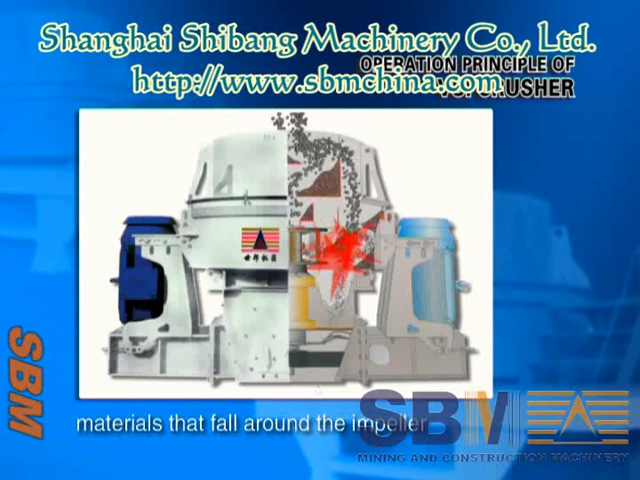 Shanghai Shibang Machinery Co., Ltd.
http://www.sbmchina.com
OPERATION PRINCIPLE OF
CRUSHER
SBM
materials that fall around the impeller
SBM
MINING AND CONSTRUCTION MACHINERY